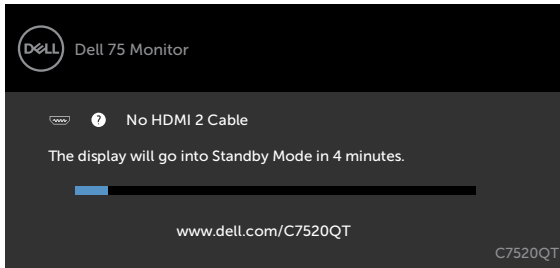 DELL
Dell 75 Monitor
? No HDMI 2 Cable
The display will go into Standby Mode in 4 minutes.
www.dell.com/C7520QT
C7520QT